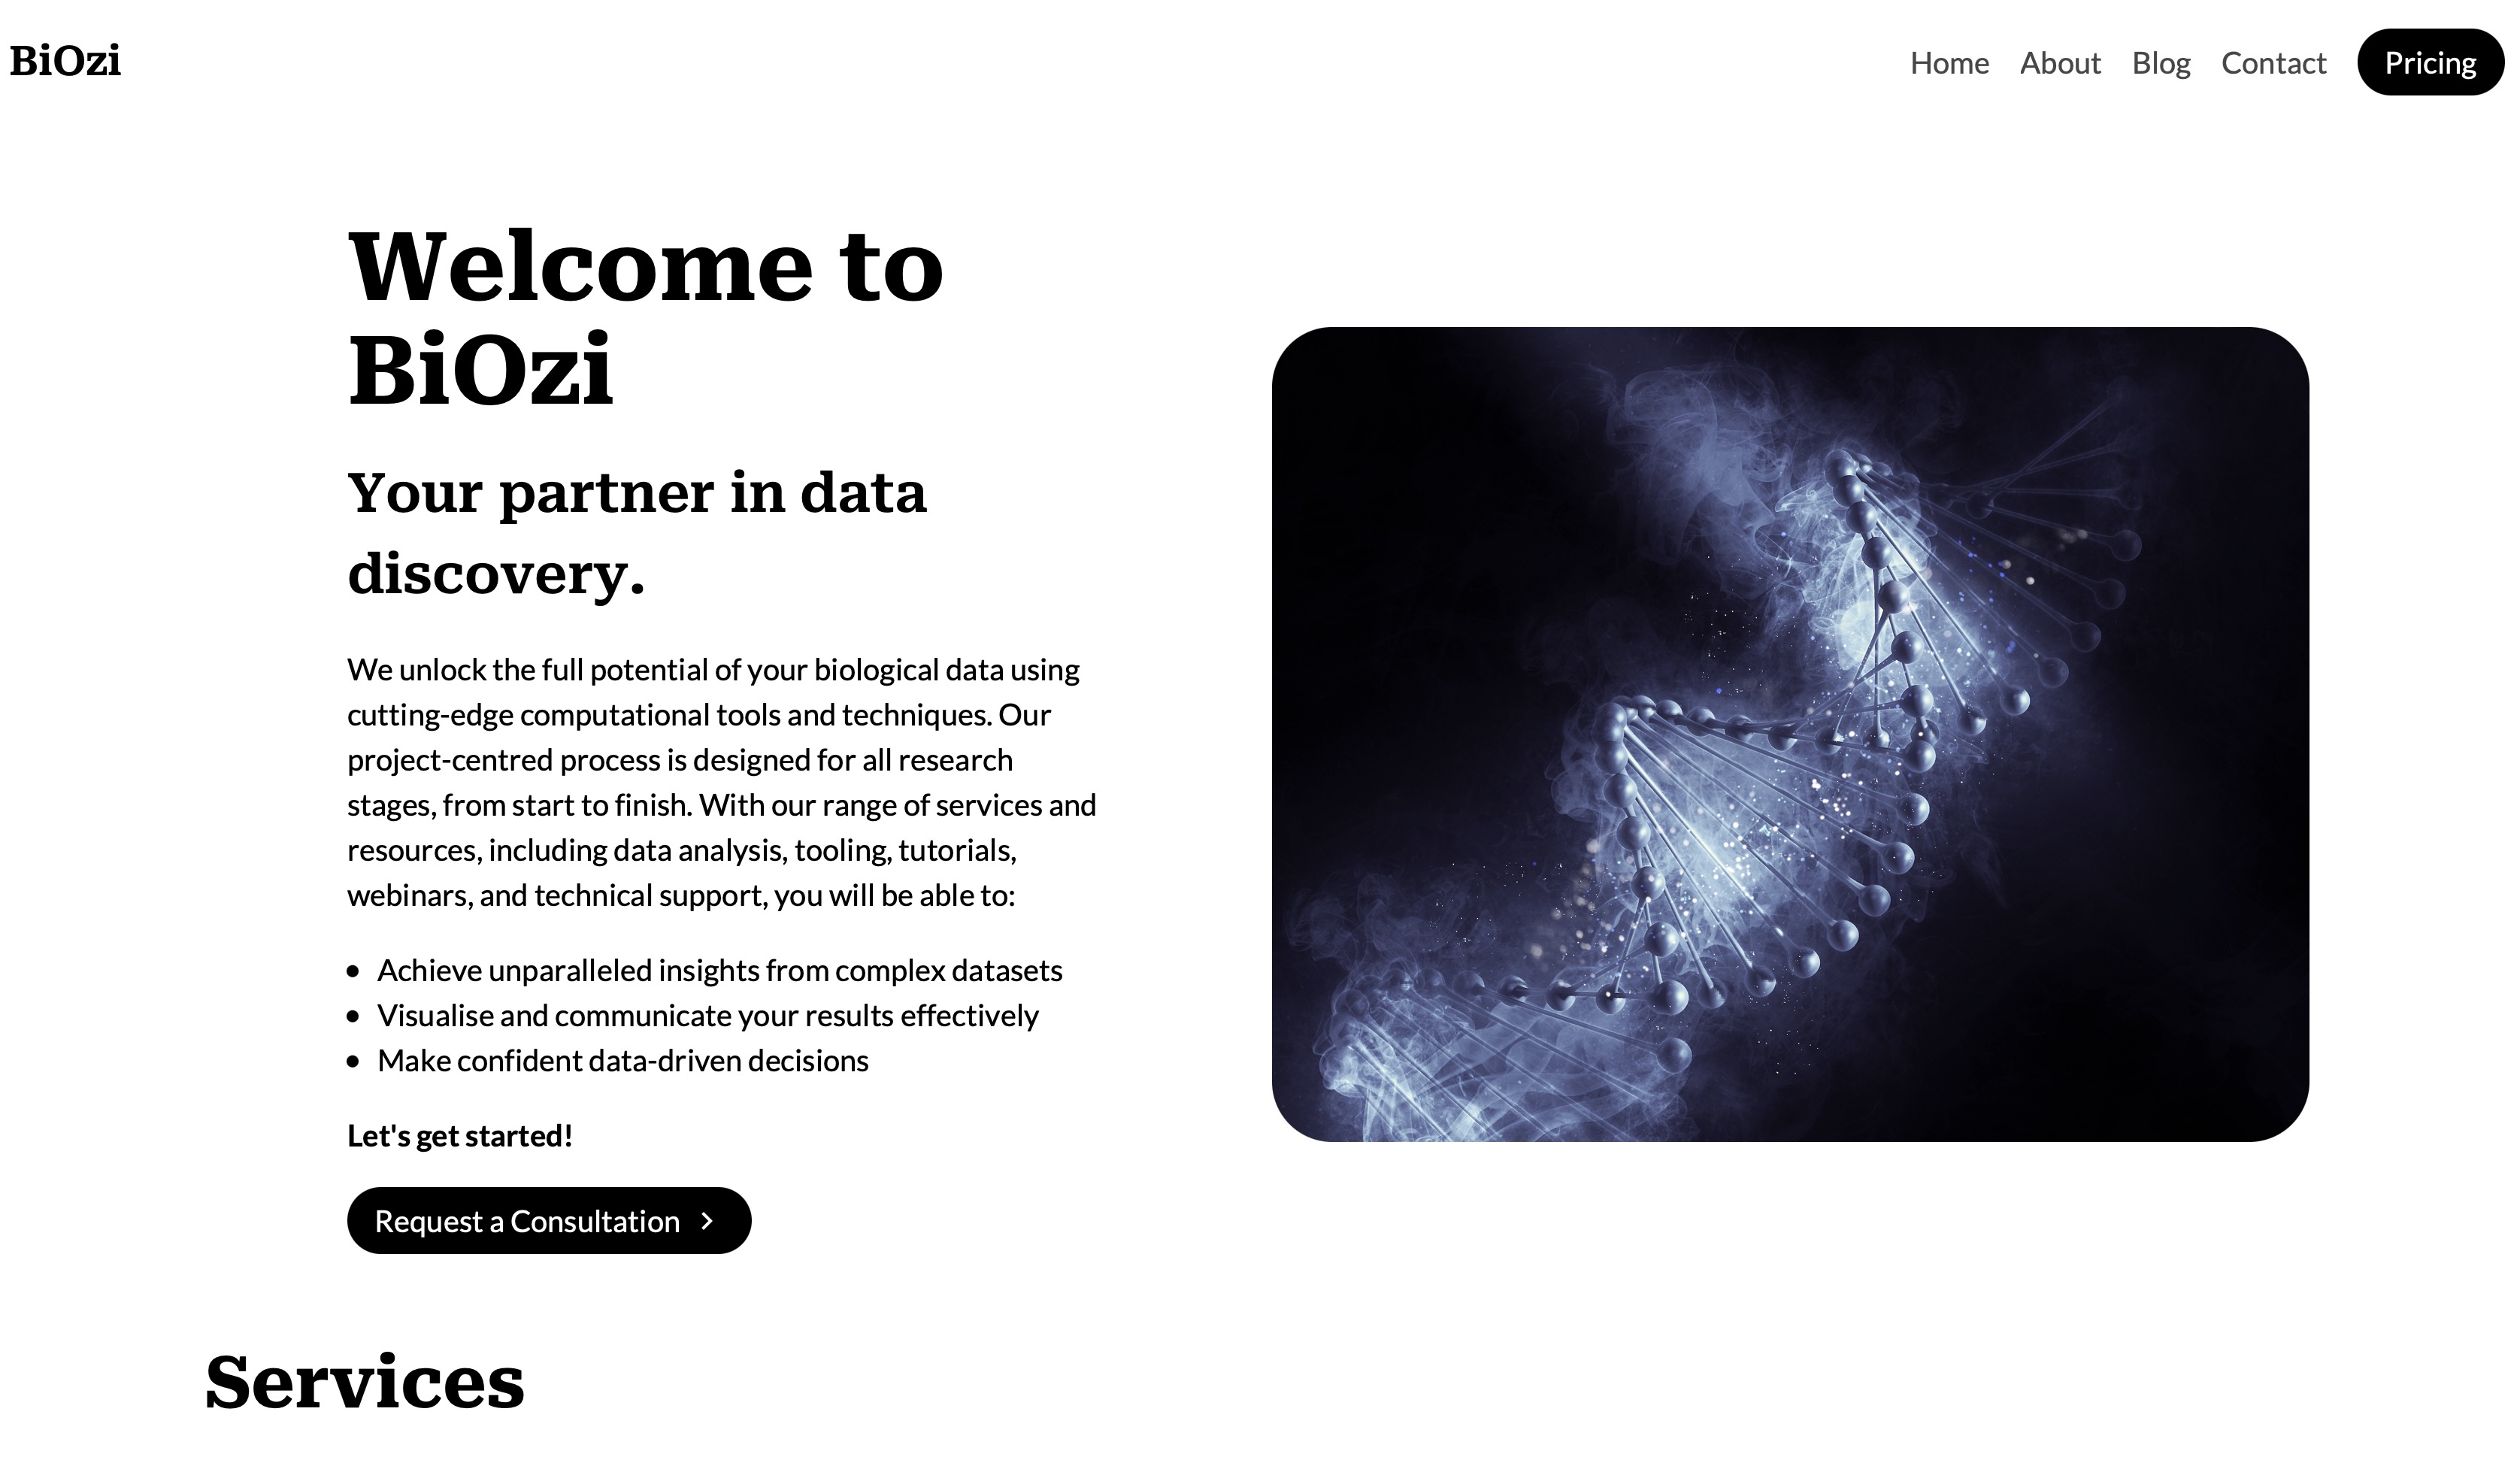 BiOzi
Home About Blog Contact Pricing
Welcome to
BiOzi
Your partner in data
discovery.
We unlock the full potential of your biological data using
cutting-edge computational tools and techniques. Our
project-centred process is designed for all research
stages, from start to finish. With our range of services and
resources, including data analysis, tooling, tutorials,
webinars, and technical support, you will be able to:
• Achieve unparalleled insights from complex datasets
• Visualise and communicate your results effectively
• Make confident data-driven decisions
Let's get started!
Request a Consultation
Services